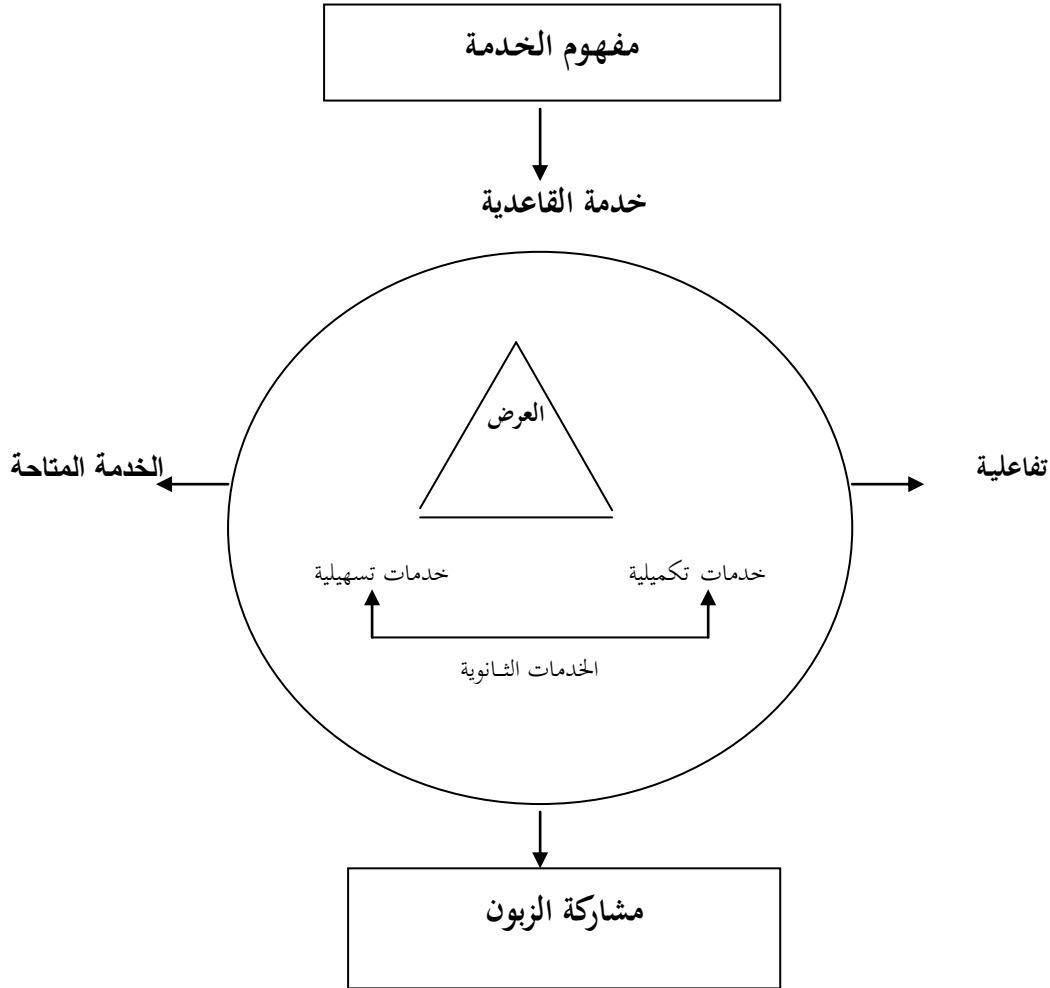 مفهوم الخدمة
خدمة القاعدية
العرض
تفاعلية
الخدمة المتاحة
خدمات تكميلية
خدمات تسهيلية
الخدمات الثانوية
مشاركة الزبون